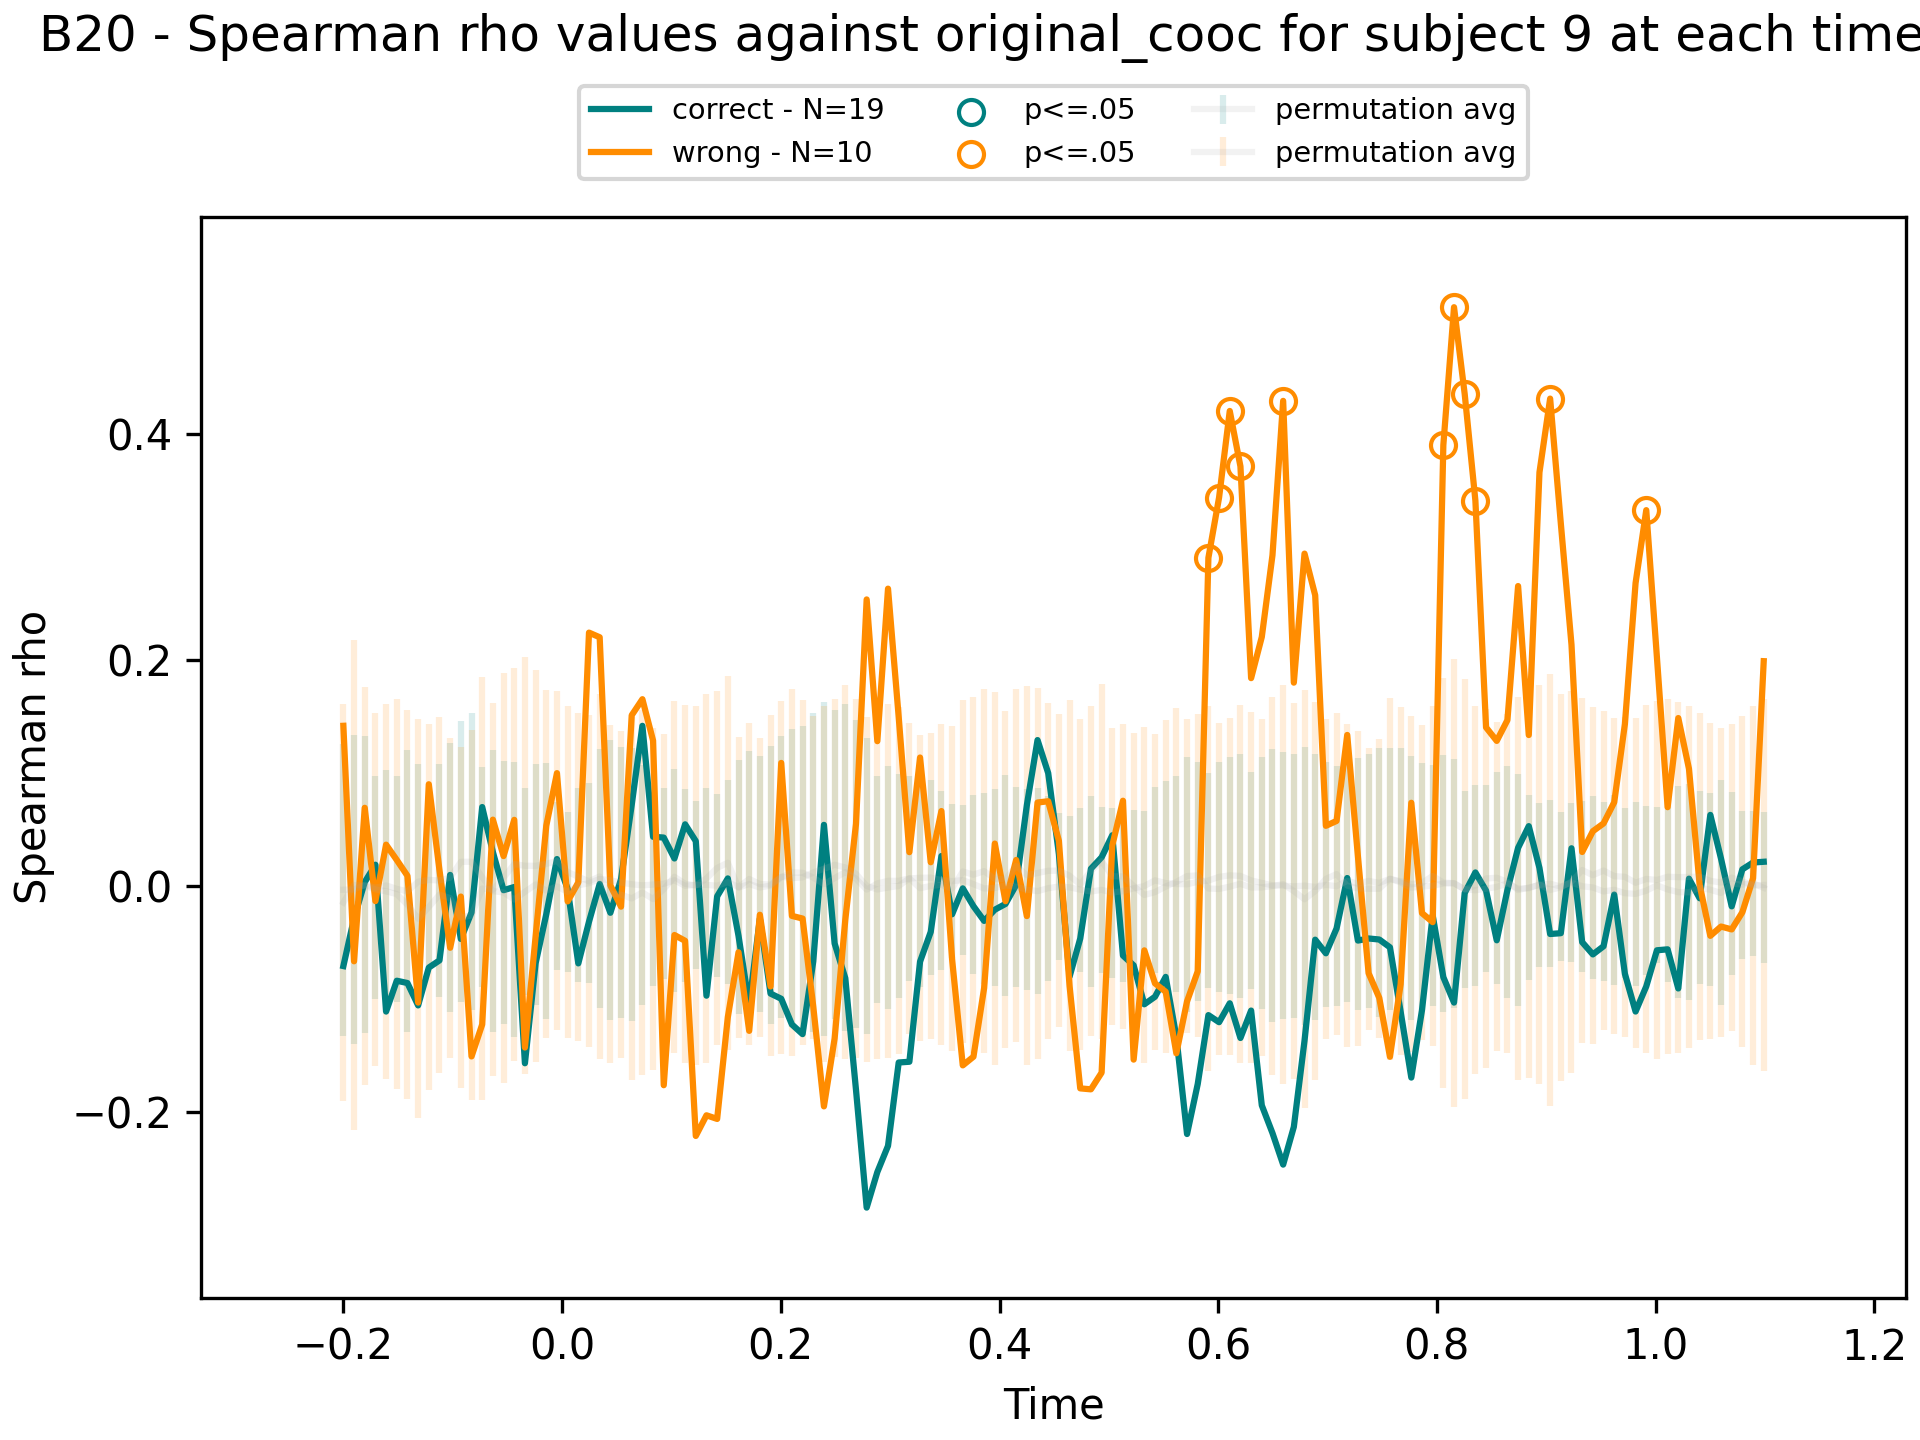 B20 - Spearman rho values against original_cooc for subject 9 at each time
correct - N=19
wrong - N=10
p<=.05
p<=.05
permutation avg
permutation avg
Spearman rho
0.4
0.2
0.0
−0.2
−0.2
0.0
0.2
0.4
0.6
0.8
1.0
1.2
Time